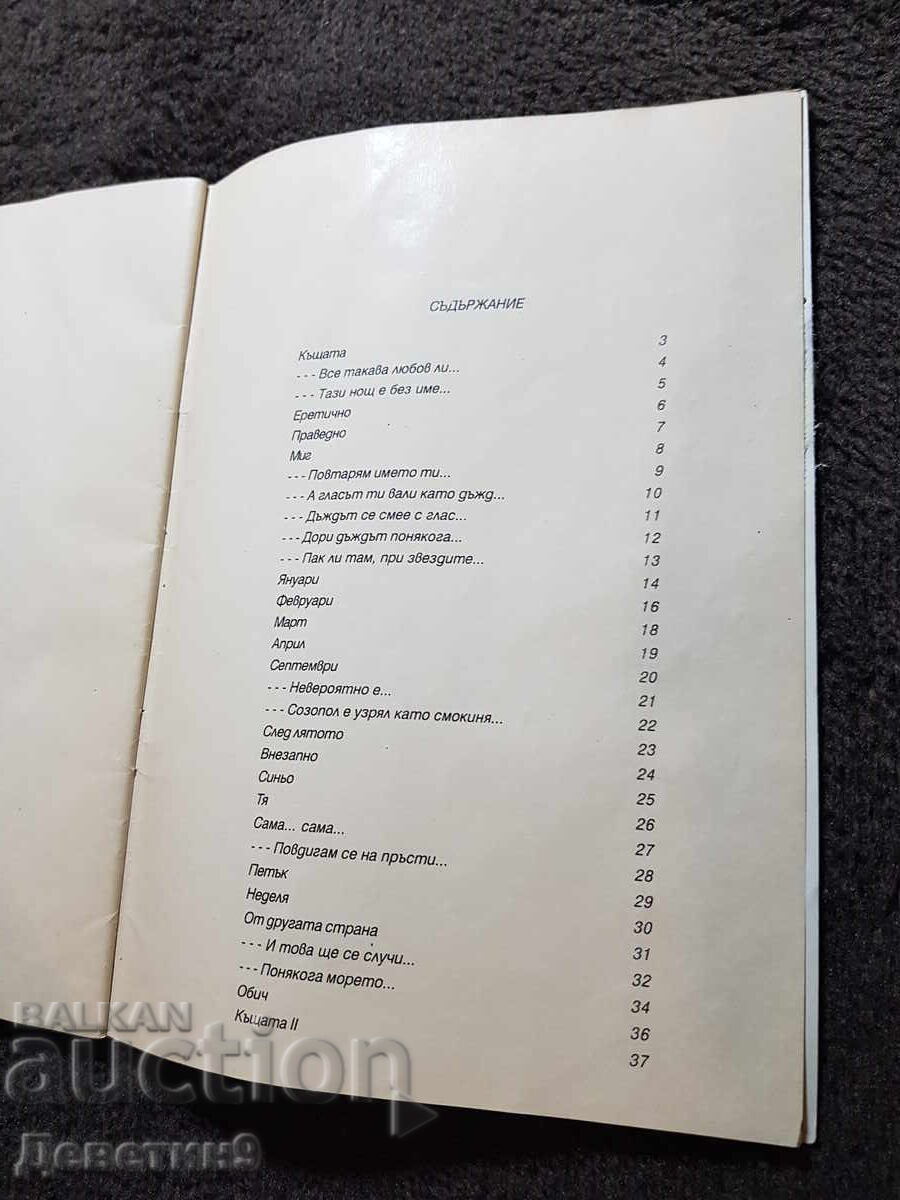 СЪДЪРЖАНИЕ
Къщата 3
--- Все такава любов ли... 4
--- Тази нощ е без име... 5
Еретично 6
Праведно 7
Миг 8
--- Повтарям името ти... 9
--- А гласът ти вали като дъжд... 10
--- Дъждът се смее с глас... 11
--- Дори дъждът понякога... 12
--- Пак ли там, при звездите... 13
Януари 14
Февруари 16
Март 18
Април 19
Септември 20
--- Невероятно е... 21
--- Созопол е узрял като смокиня... 22
След лятото 23
Внезапно 24
Синьо 25
Тя 26
Сама... сама... 27
--- Повдигам се на пръсти... 28
Петък 29
Неделя 30
От другата страна 31
--- И това ще се случи... 32
--- Понякога морето... 34
Обич 36
Къщата II 37
BALKAN
auction
Деветин9